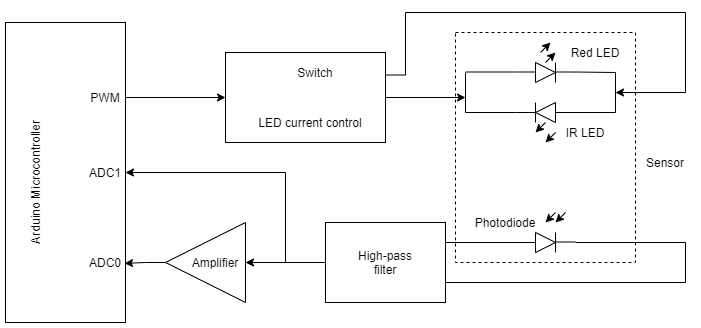 Red LED
Switch
PWM
LED current control
IR LED
Arduino Microcontroller
Sensor
ADC1
Photodiode
High-pass
filter
ADC0
Amplifier